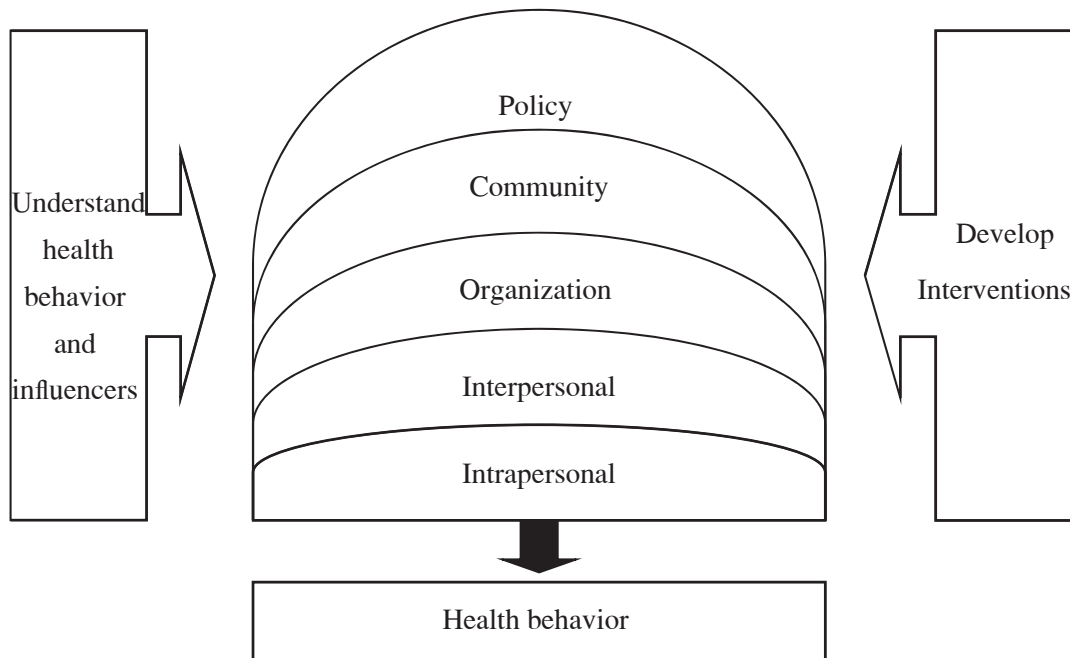 Policy
Community
Organization
Interpersonal
Intrapersonal
Understand
health
behavior
and
influencers
Develop
Interventions
Health behavior